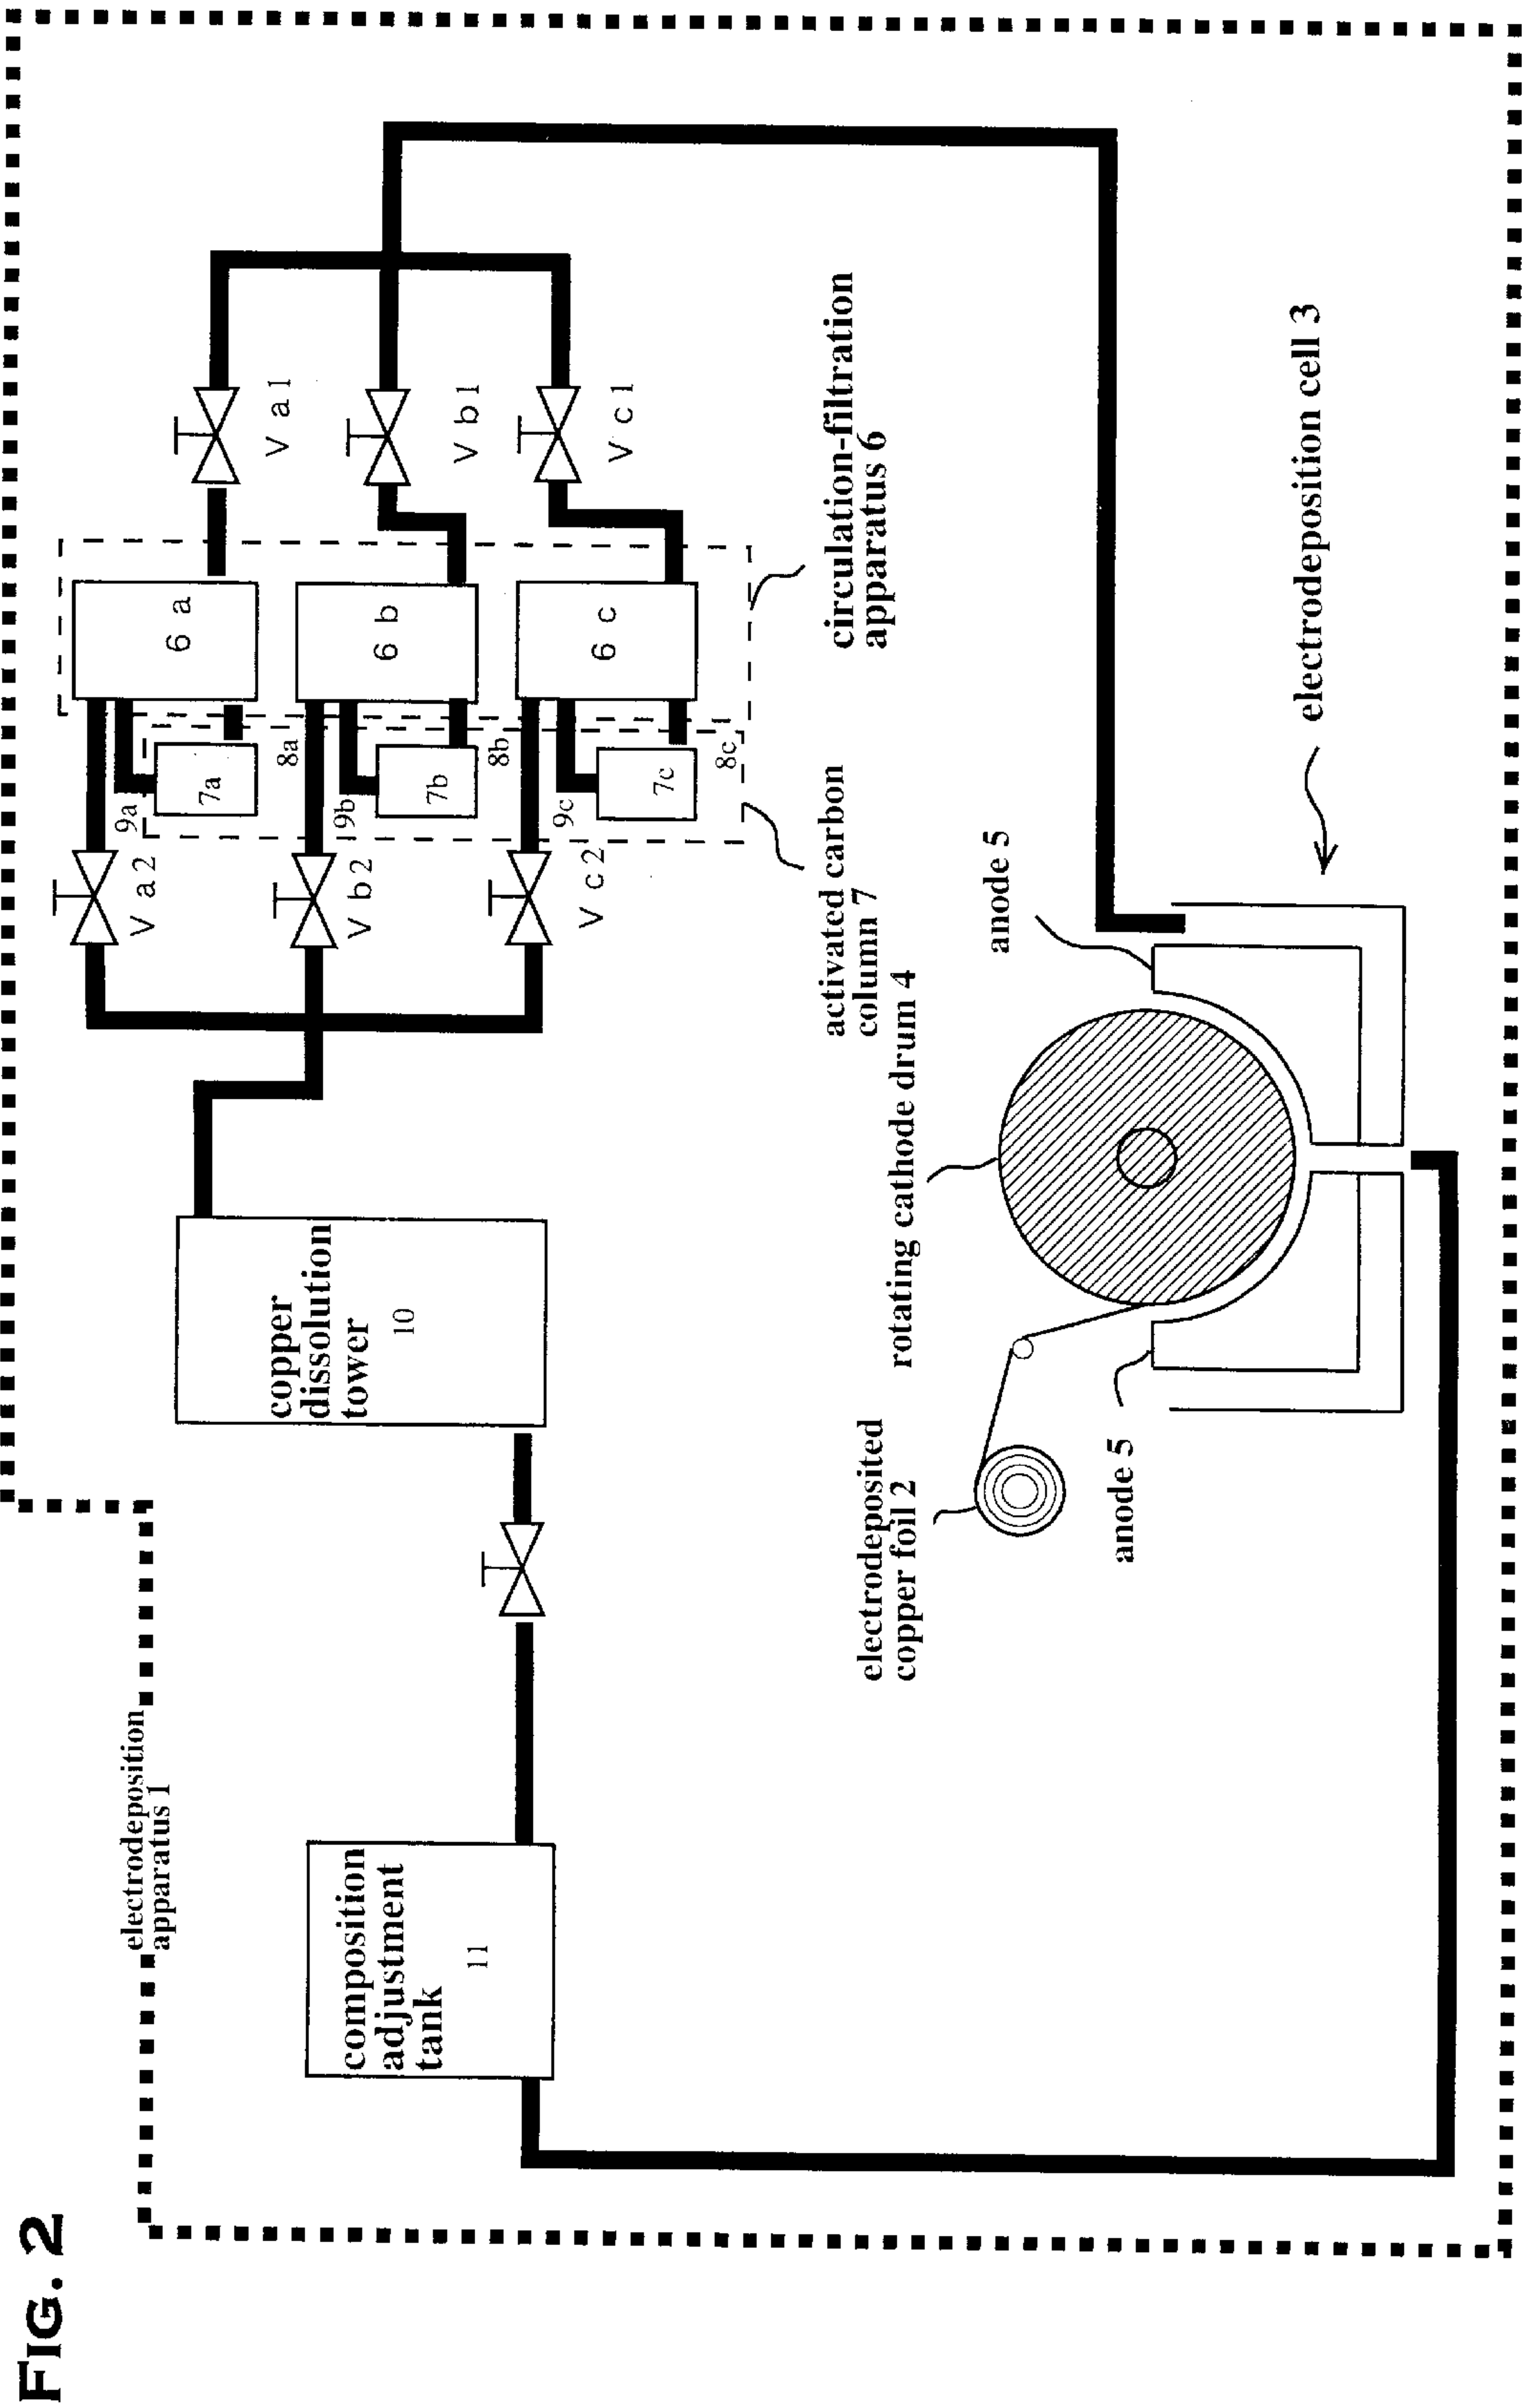 FIG. 2
electrodeposition
apparatus 1
composition
adjustment
tank
11
copper
dissolution
tower
10
V a 2
V b 2
V c 2
9a
9b
9c
7a
7b
7c
8a
8b
8c
6 a
6 b
6 c
V a 1
V b 1
V c 1
activated carbon
column 7
circulation-filtration
apparatus 6
electrodeposited
copper foil 2
rotating cathode drum 4
anode 5
anode 5
electrodeposition cell 3